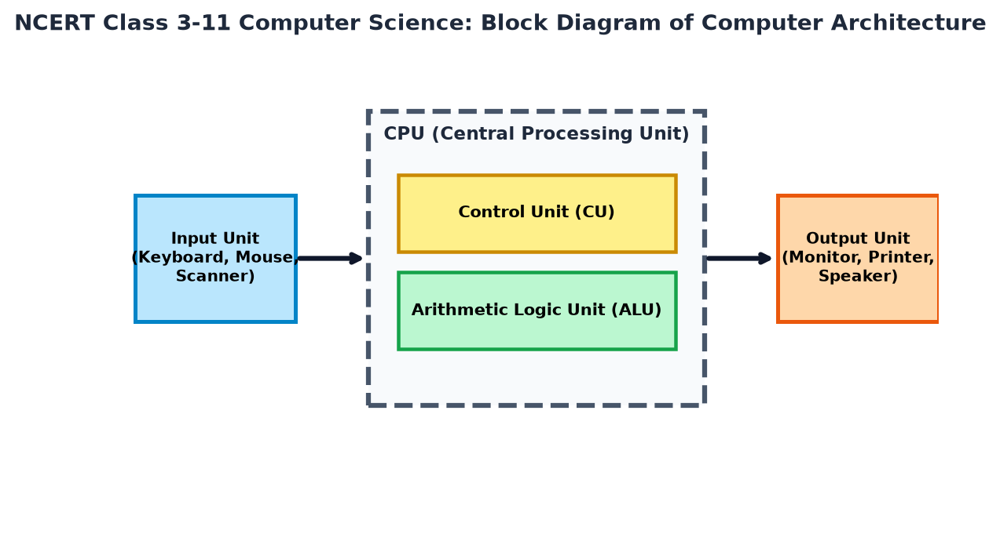 NCERT Class 3-11 Computer Science: Block Diagram of Computer Architecture
CPU (Central Processing Unit)
Control Unit (CU)
Arithmetic Logic Unit (ALU)
Input Unit
(Keyboard, Mouse,
Scanner)
Output Unit
(Monitor, Printer,
Speaker)